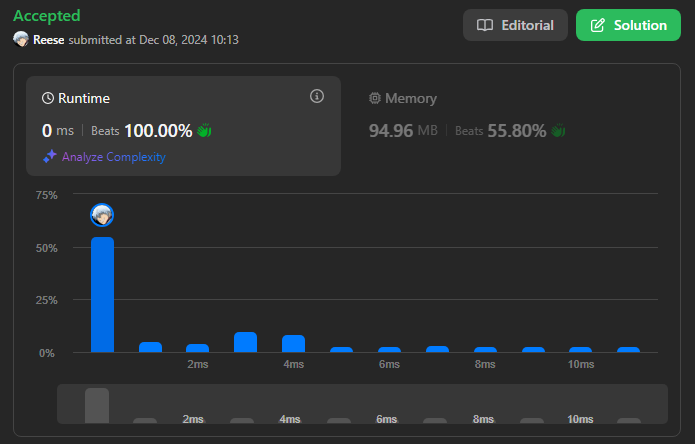 Accepted
Editorial
Solution
Reese submitted at Dec 08, 2024 10:13
Runtime
0 ms | Beats 100.00%
Analyze Complexity
Memory
94.96 MB | Beats 55.80%
75%
50%
25%
0%
2ms 4ms 6ms 8ms 10ms
2ms 4ms 6ms 8ms 10ms